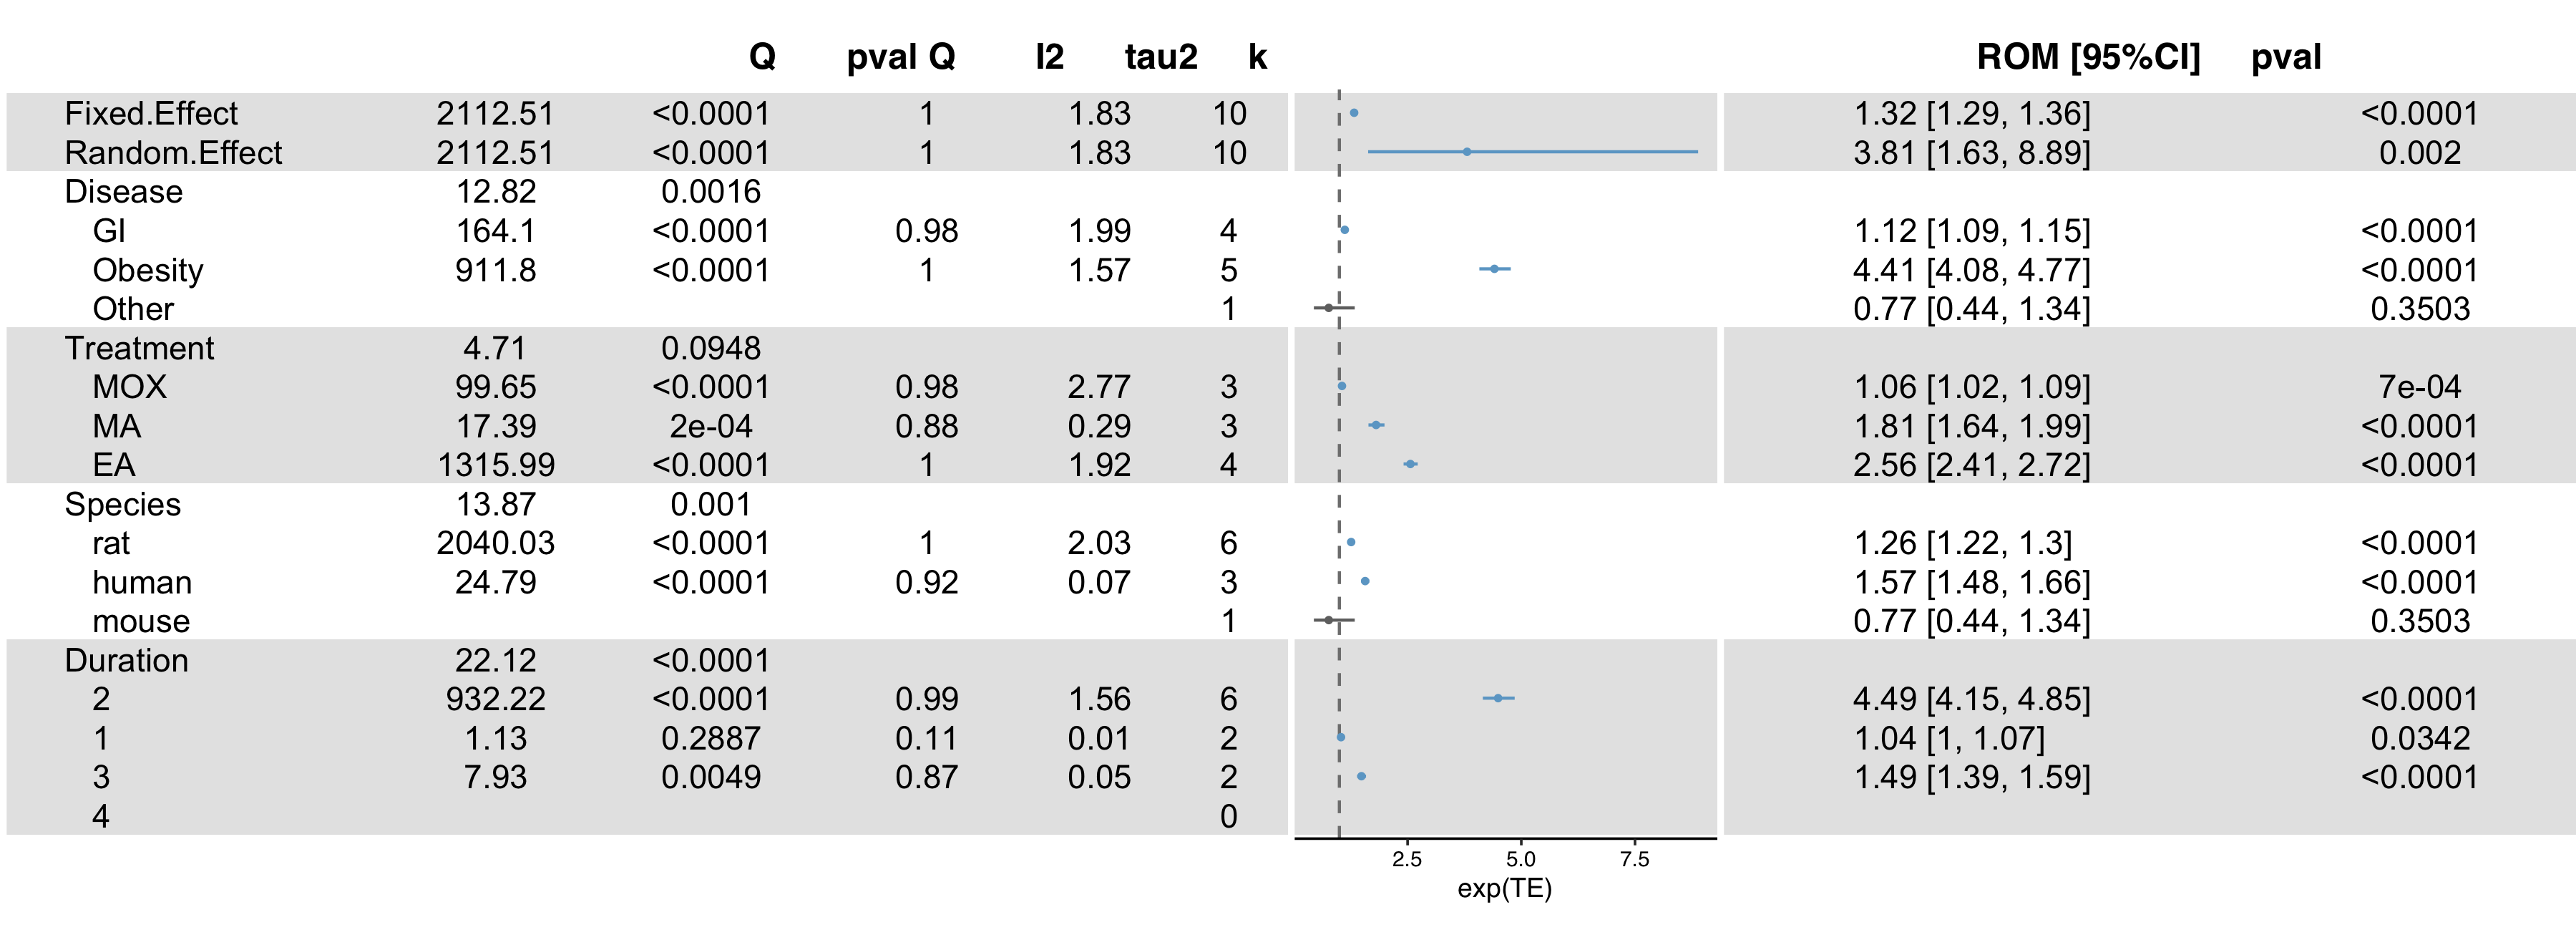 Q pval Q I2 tau2 k ROM [95%CI] pval
Fixed.Effect 2112.51 <0.0001 1 1.83 10 1.32 [1.29, 1.36] <0.0001
Random.Effect 2112.51 <0.0001 1 1.83 10 3.81 [1.63, 8.89] 0.002
Disease 12.82 0.0016
GI 164.1 <0.0001 0.98 1.99 4 1.12 [1.09, 1.15] <0.0001
Obesity 911.8 <0.0001 1 1.57 5 4.41 [4.08, 4.77] <0.0001
Other 1 0.77 [0.44, 1.34] 0.3503
Treatment 4.71 0.0948
MOX 99.65 <0.0001 0.98 2.77 3 1.06 [1.02, 1.09] 7e-04
MA 17.39 2e-04 0.88 0.29 3 1.81 [1.64, 1.99] <0.0001
EA 1315.99 <0.0001 1 1.92 4 2.56 [2.41, 2.72] <0.0001
Species 13.87 0.001
rat 2040.03 <0.0001 1 2.03 6 1.26 [1.22, 1.3] <0.0001
human 24.79 <0.0001 0.92 0.07 3 1.57 [1.48, 1.66] <0.0001
mouse 1 0.77 [0.44, 1.34] 0.3503
Duration 22.12 <0.0001
2 932.22 <0.0001 0.99 1.56 6 4.49 [4.15, 4.85] <0.0001
1 1.13 0.2887 0.11 0.01 2 1.04 [1, 1.07] 0.0342
3 7.93 0.0049 0.87 0.05 2 1.49 [1.39, 1.59] <0.0001
4 0
2.5 5.0 7.5
exp(TE)